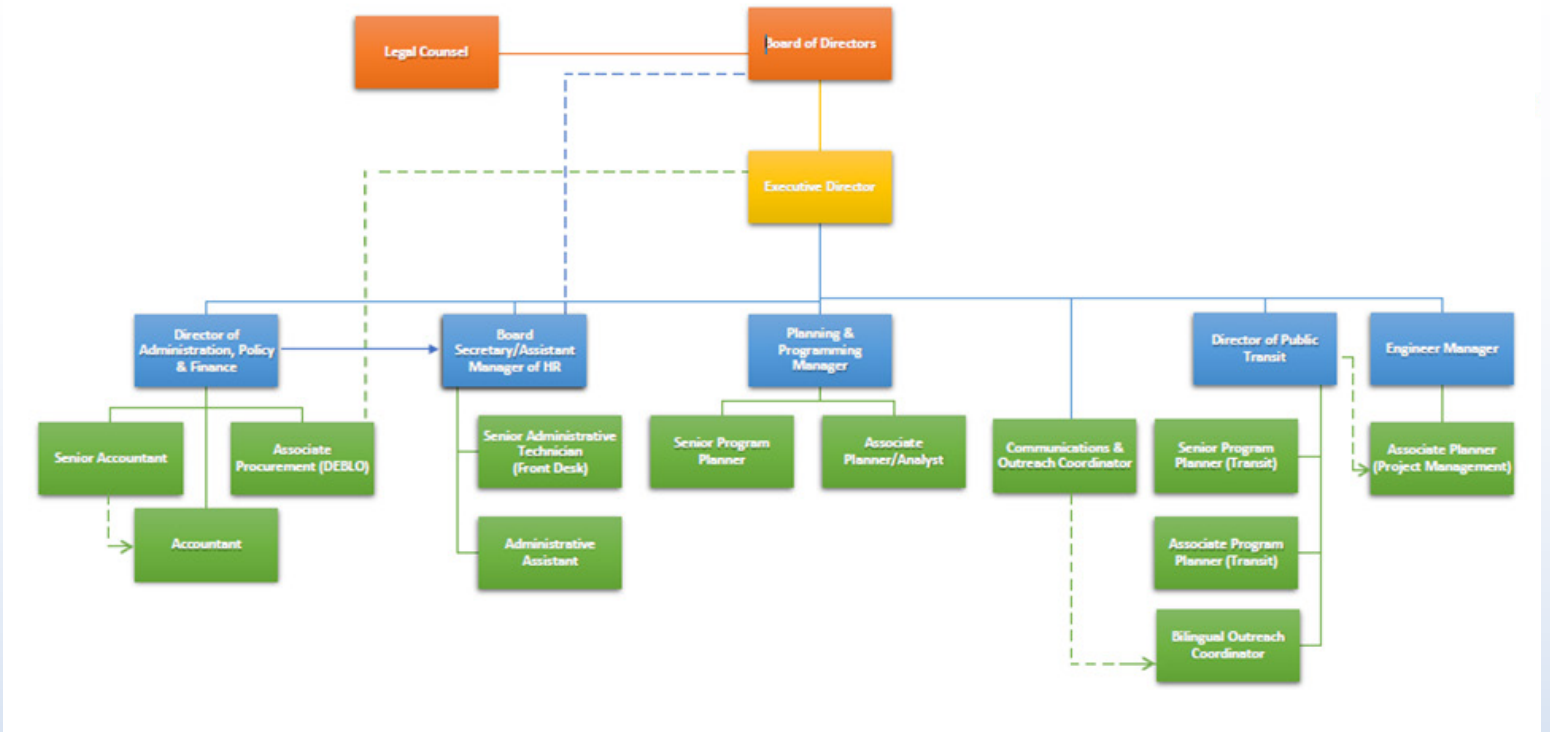 Legal Counsel
Board of Directors
Executive Director
Director of
Administration, Policy
& Finance
Board
Secretary/Assistant
Manager of HR
Planning &
Programming
Manager
Director of Public
Transit
Engineer Manager
Senior Accountant
Associate
Procurement (DEBLO)
Accountant
Senior Administrative
Technician
(Front Desk)
Administrative
Assistant
Senior Program
Planner
Associate
Planner/Analyst
Communications &
Outreach Coordinator
Senior Program
Planner (Transit)
Associate Program
Planner (Transit)
Bilingual Outreach
Coordinator
Associate Planner
(Project Management)